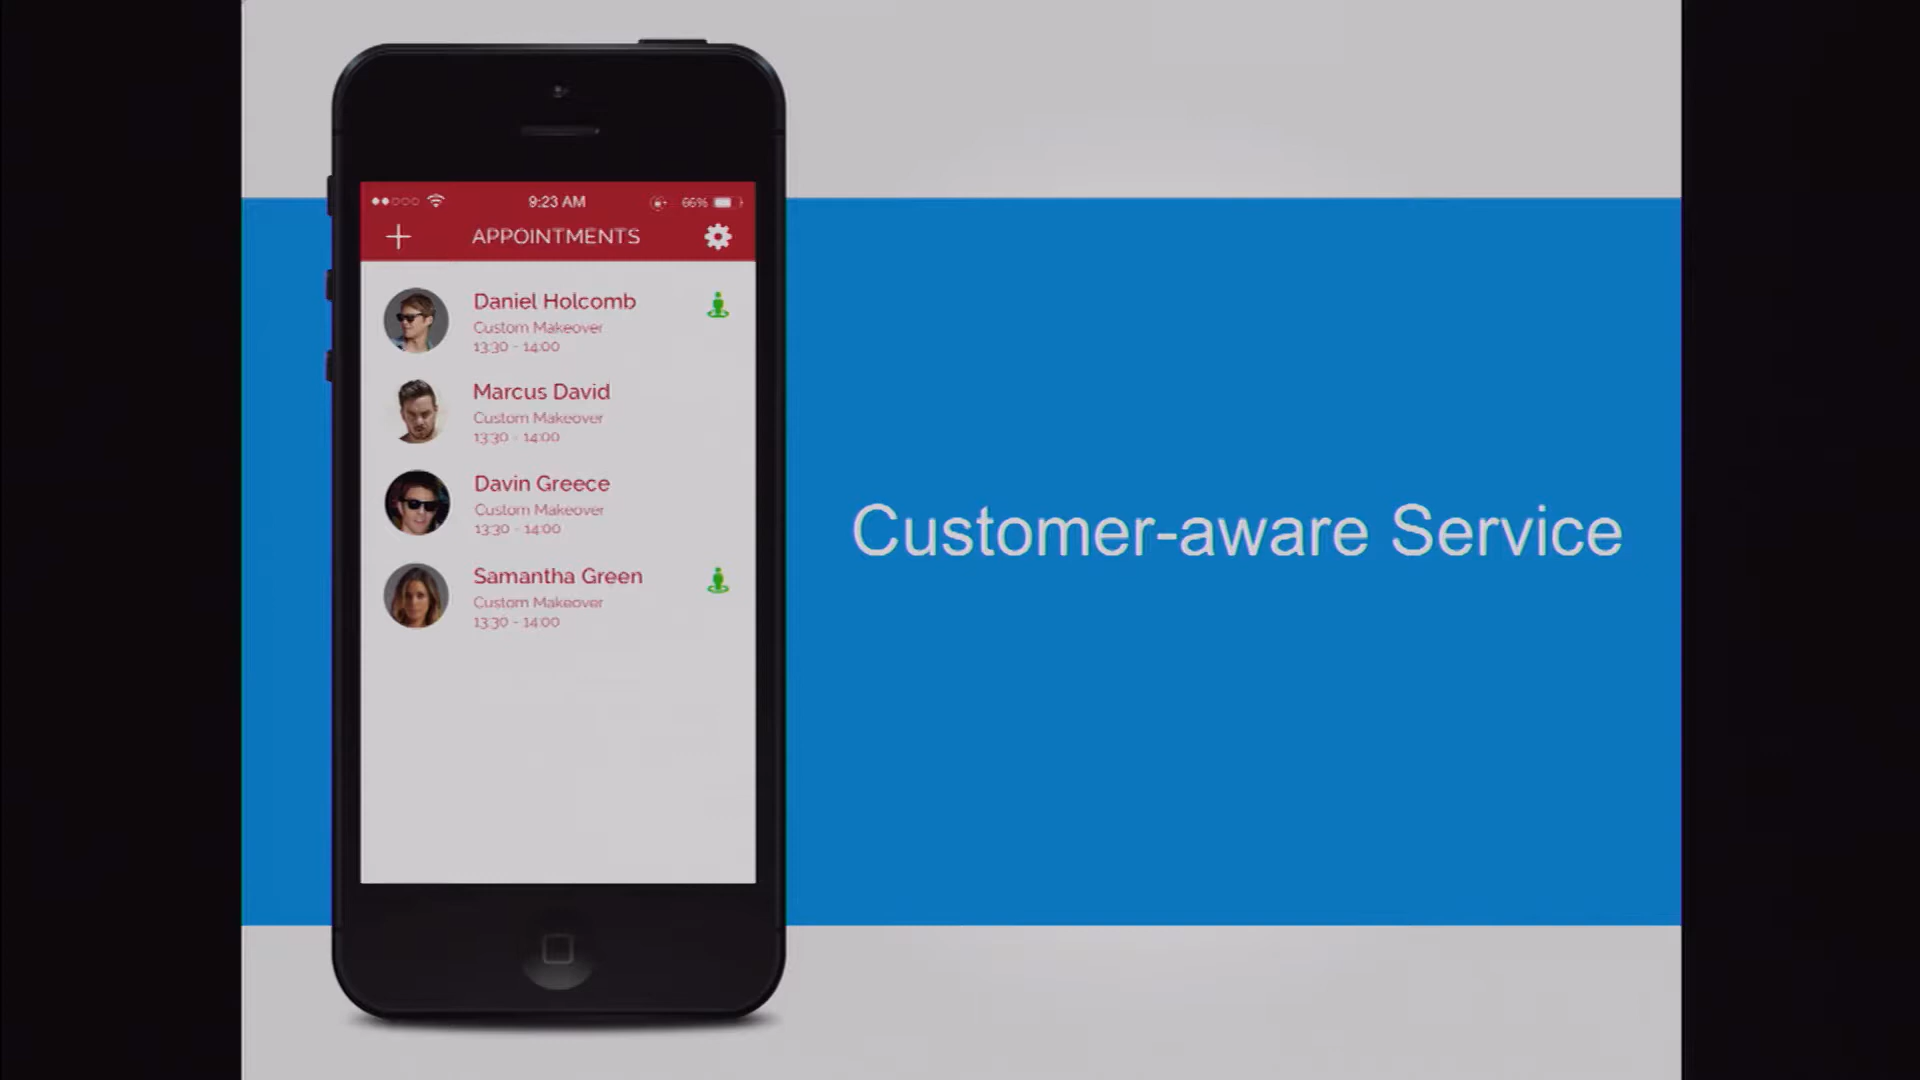 9:23 AM
66%
APPOINTMENTS
Daniel Holcomb
Custom Makeover
13:30 - 14:00
Marcus David
Custom Makeover
13:30 - 14:00
Davin Greece
Custom Makeover
13:30 - 14:00
Samantha Green
Custom Makeover
13:30 - 14:00
Customer-aware Service